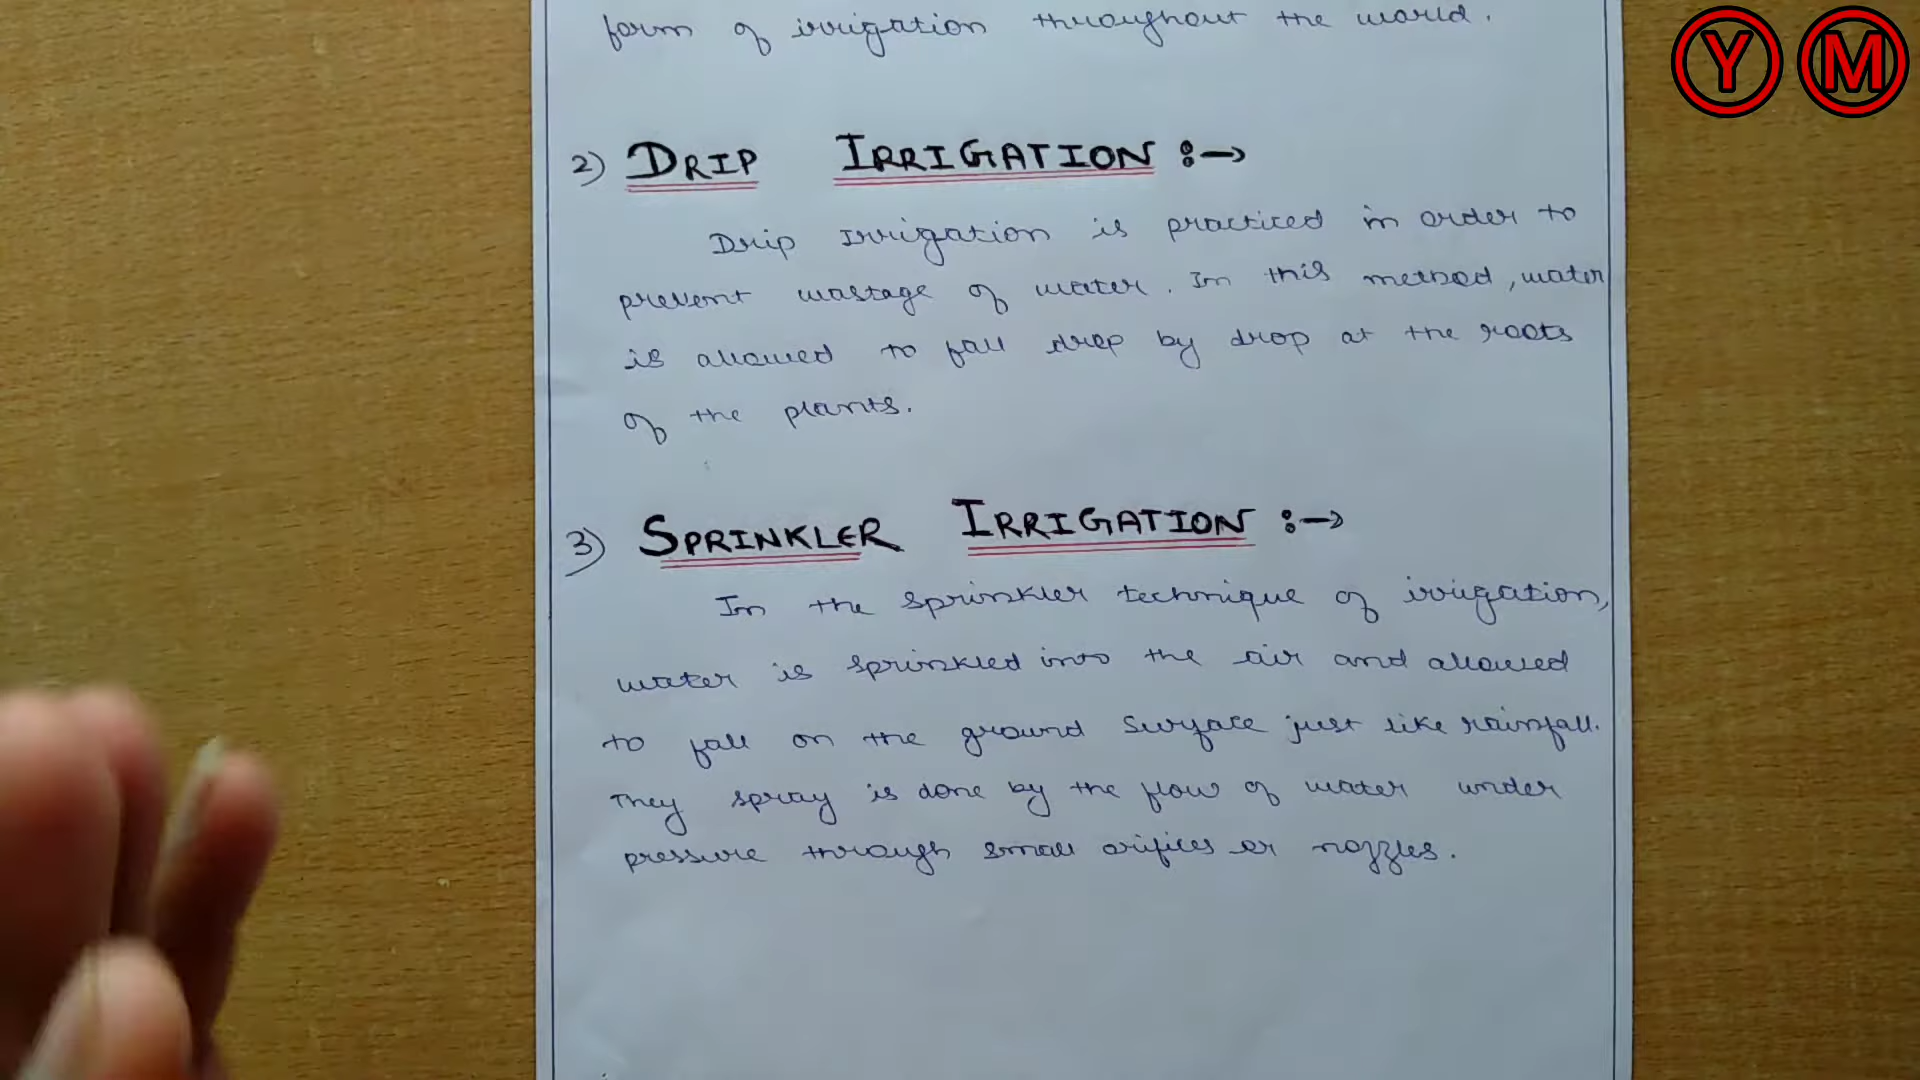 form of irrigation throughout the world.
Y M
2) DRIP IRRIGATION :→
Drip Irrigation is practiced in order to
prevent wastage of water. In this method, water
is allowed to fall drop by drop at the roots
of the plants.
3) SPRINKLER IRRIGATION :→
In the sprinkler technique of irrigation,
water is sprinkled into the air and allowed
to fall on the ground surface just like rainfall.
They spray is done by the flow of water under
pressure through small orifices or nozzles.